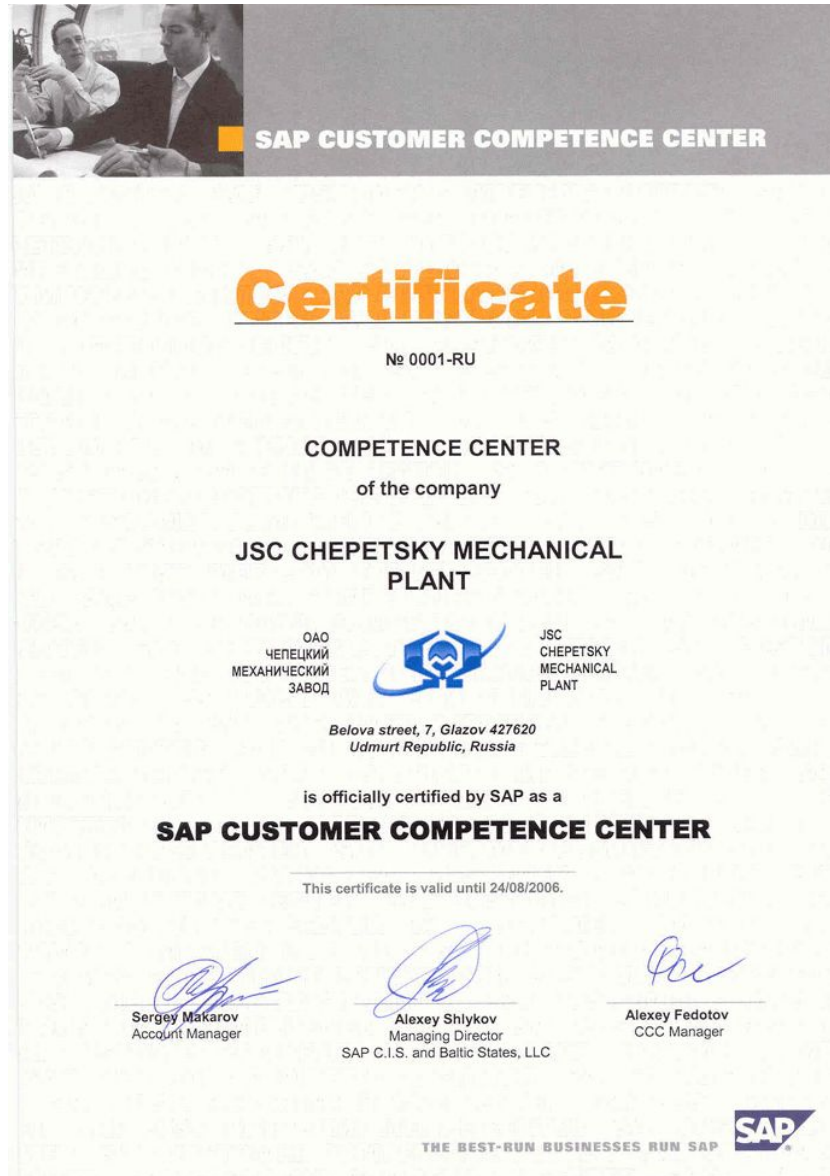 SAP CUSTOMER COMPETENCE CENTER
Certificate
№ 0001-RU
COMPETENCE CENTER
of the company
JSC CHEPETSKY MECHANICAL
PLANT
ОАО
ЧЕПЕЦКИЙ
МЕХАНИЧЕСКИЙ
ЗАВОД
JSC
CHEPETSKY
MECHANICAL
PLANT
Belova street, 7, Glazov 427620
Udmurt Republic, Russia
is officially certified by SAP as a
SAP CUSTOMER COMPETENCE CENTER
This certificate is valid until 24/08/2006.
Sergey Makarov
Account Manager
Alexey Shlykov
Managing Director
SAP C.I.S. and Baltic States, LLC
Alexey Fedotov
CCC Manager
THE BEST-RUN BUSINESSES RUN SAP
SAP